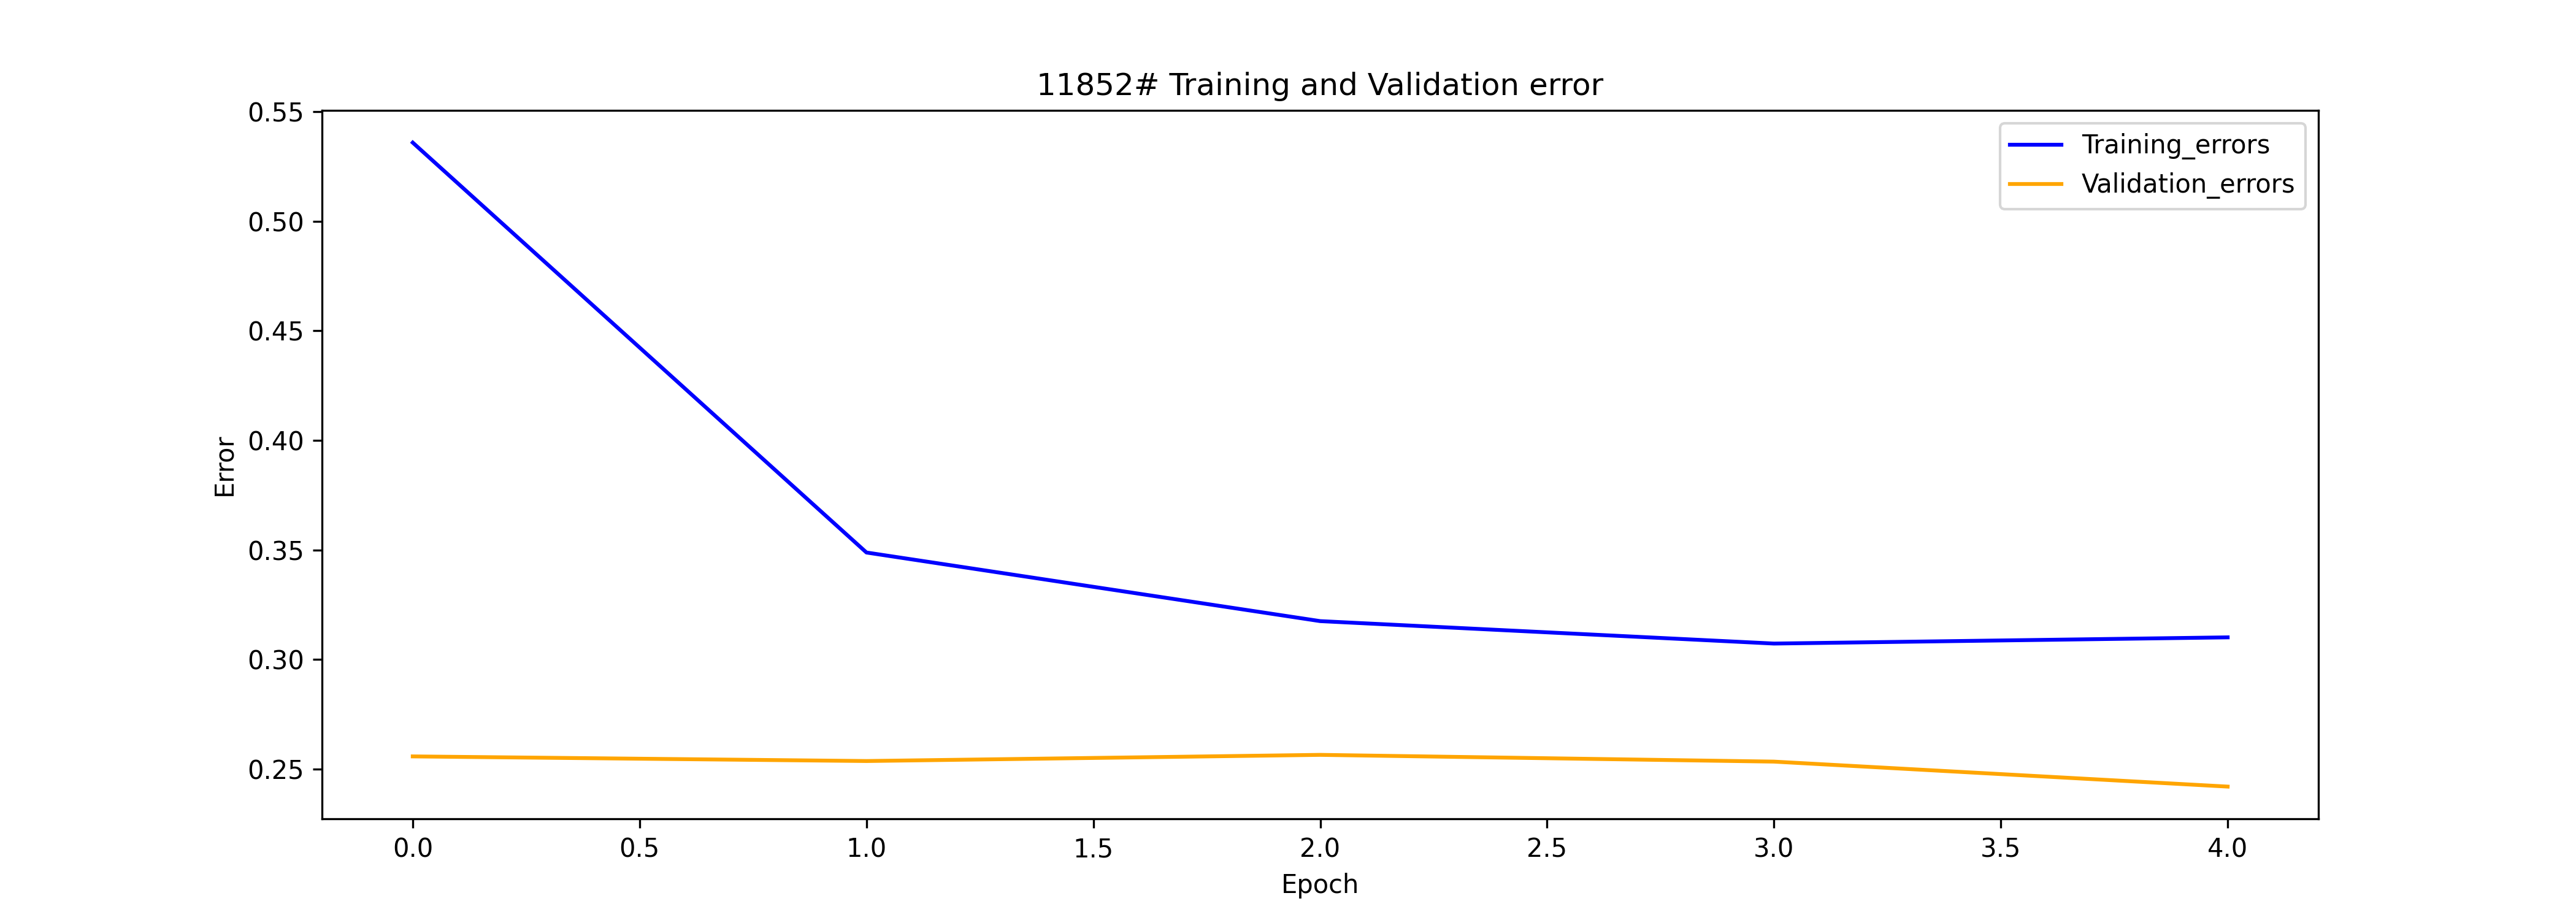 11852# Training and Validation error
Training_errors
Validation_errors
0.55
0.50
0.45
0.40
0.35
0.30
0.25
Error
0.0 0.5 1.0 1.5 2.0 2.5 3.0 3.5 4.0
Epoch